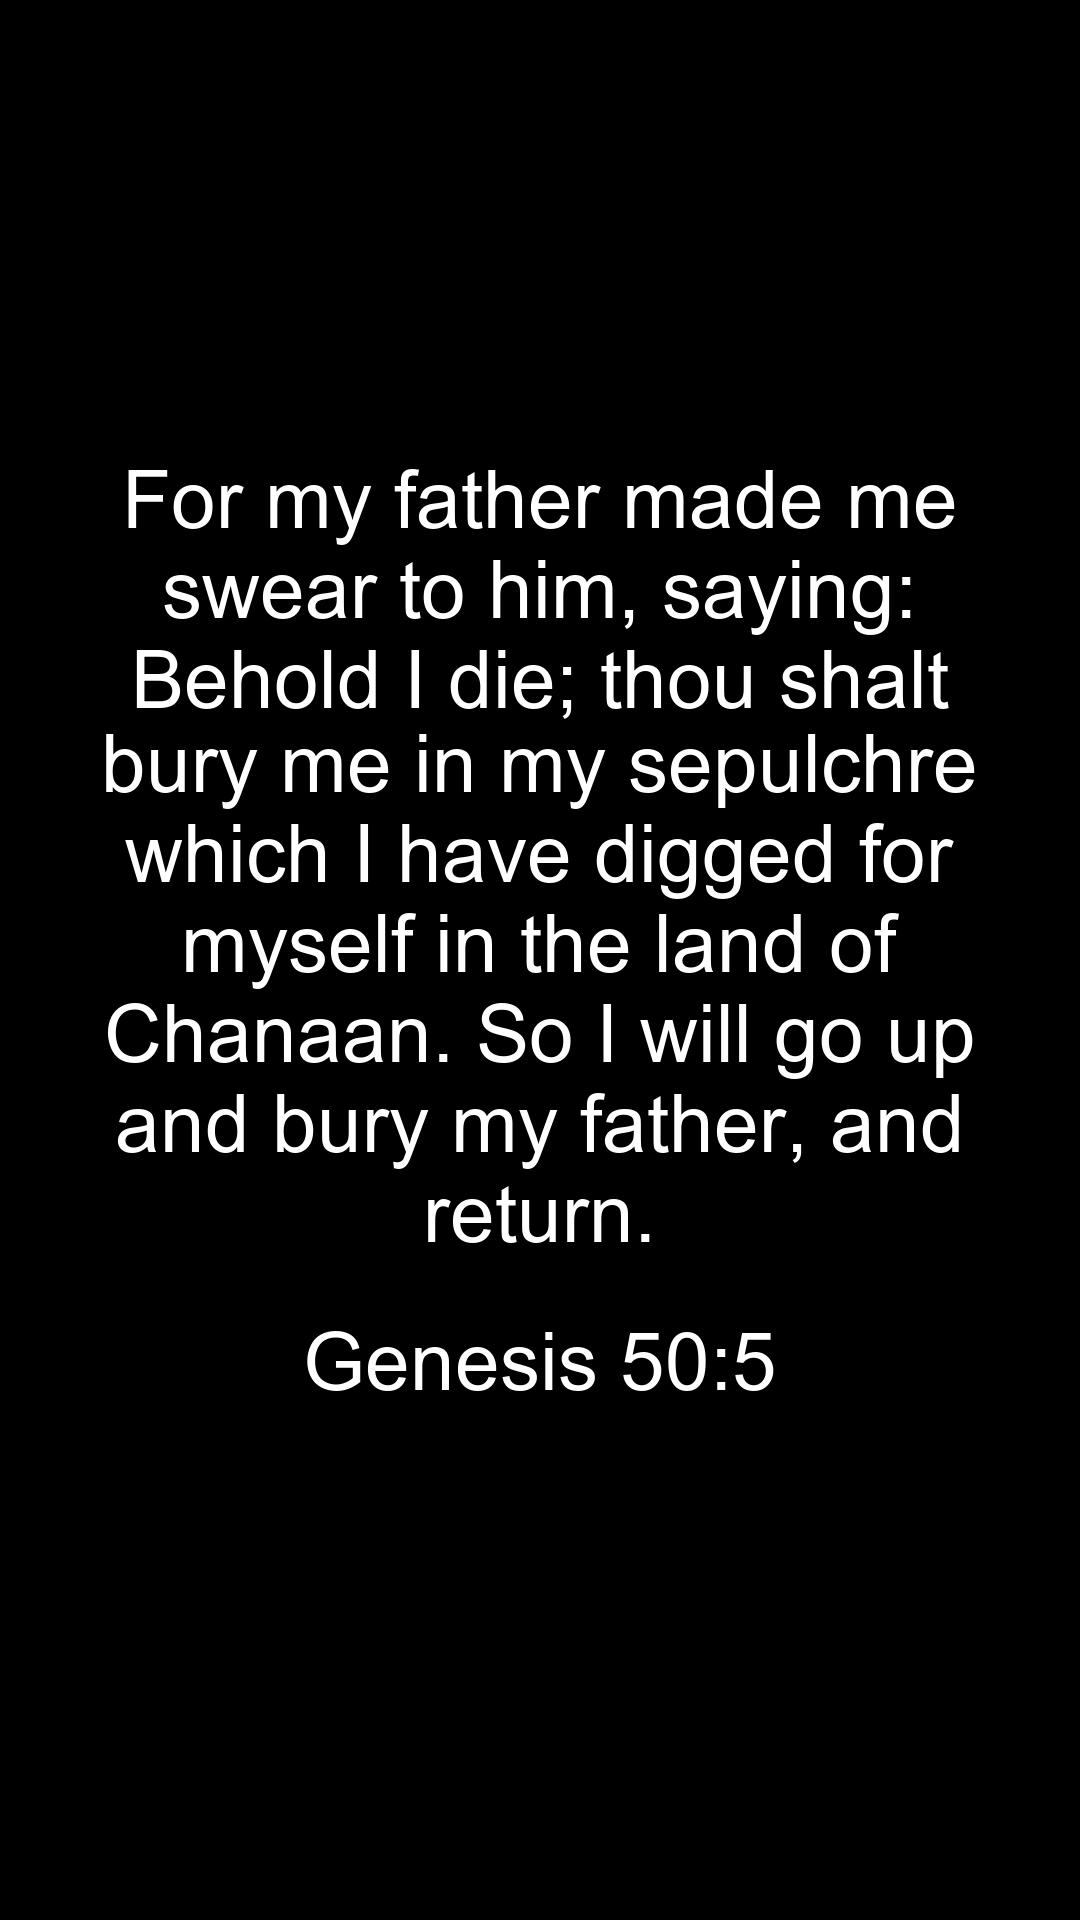 For my father made me
swear to him, saying:
Behold I die; thou shalt
bury me in my sepulchre
which I have digged for
myself in the land of
Chanaan. So I will go up
and bury my father, and
return.
Genesis 50:5